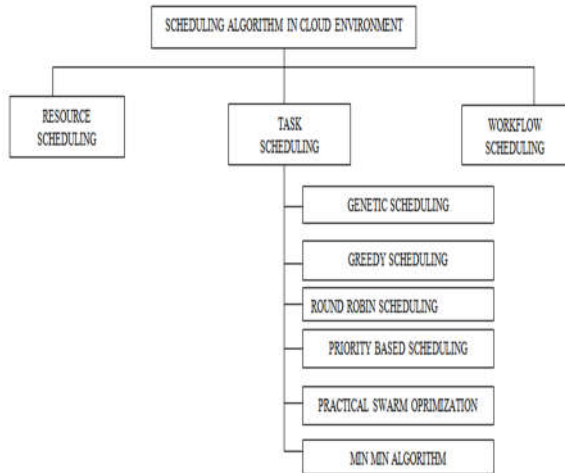 SCHEDULING ALGORITHM IN CLOUD ENVIRONMENT
RESOURCE
SCHEDULING
TASK
SCHEDULING
WORKFLOW
SCHEDULING
GENETIC SCHEDULING
GREEDY SCHEDULING
ROUND ROBIN SCHEDULING
PRIORITY BASED SCHEDULING
PRACTICAL SWARM OPRIMIZATION
MIN MIN ALGORITHM